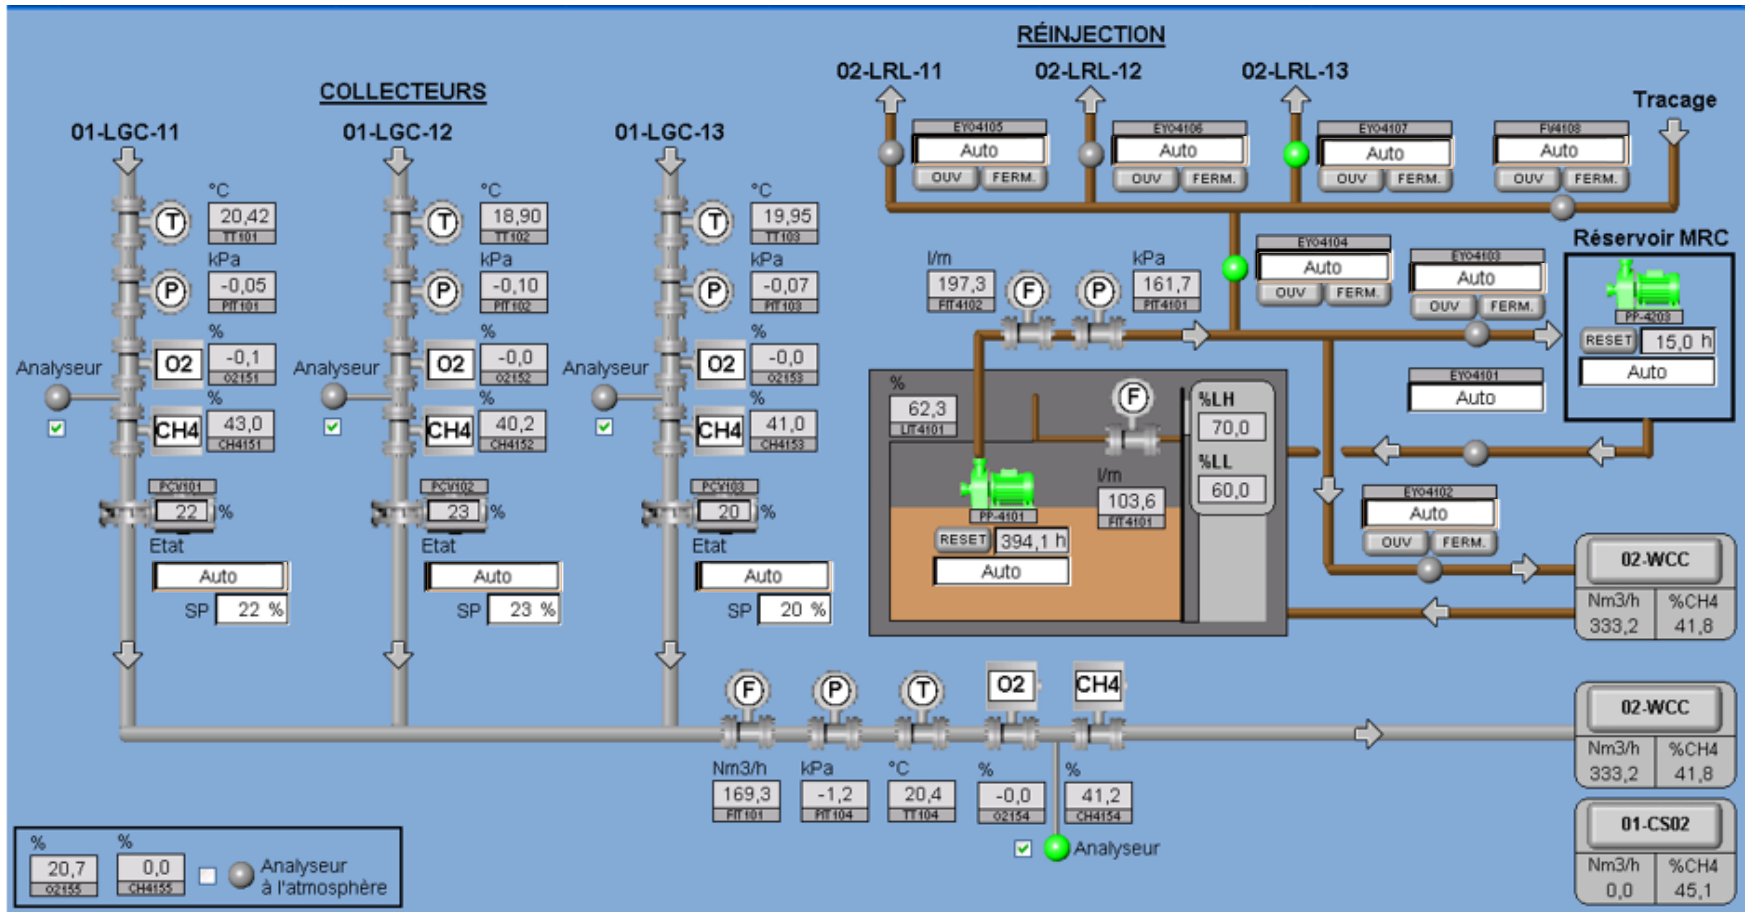 RÉINJECTION
02-LRL-11
02-LRL-12
02-LRL-13
Tracage
EY04105
Auto
OUV FERM.
EY04106
Auto
OUV FERM.
EY04107
Auto
OUV FERM.
FV4108
Auto
OUV FERM.
COLLECTEURS
01-LGC-11
01-LGC-12
01-LGC-13
T
°C
20,42
TT101
P
kPa
-0,05
PIT101
O2
%
-0,1
O2151
Analyseur
CH4
%
43,0
CH4151
PCV101
22 %
Etat
Auto
SP 22 %
T
°C
18,90
TT102
P
kPa
-0,10
PIT102
O2
%
-0,0
O2152
Analyseur
CH4
%
40,2
CH4152
PCV102
23 %
Etat
Auto
SP 23 %
T
°C
19,95
TT103
P
kPa
-0,07
PIT103
O2
%
-0,0
O2153
Analyseur
CH4
%
41,0
CH4153
PCV103
20 %
Etat
Auto
SP 20 %
l/m
197,3
FIT4102
F
P
kPa
161,7
PIT4101
EY04104
Auto
OUV FERM.
EY04103
Auto
OUV FERM.
Réservoir MRC
PP-4203
RESET 15,0 h
Auto
EY04101
Auto
%
62,3
LIT4101
F
l/m
103,6
FIT4101
%LH
70,0
%LL
60,0
PP-4101
RESET 394,1 h
Auto
EY04102
Auto
OUV FERM.
02-WCC
Nm3/h %CH4
333,2 41,8
F
P
T
O2
CH4
Nm3/h
169,3
FIT101
kPa
-1,2
PIT104
°C
20,4
TT104
%
-0,0
O2154
%
41,2
CH4154
Analyseur
02-WCC
Nm3/h %CH4
333,2 41,8
01-CS02
Nm3/h %CH4
0,0 45,1
%
20,7
O2155
%
0,0
CH4155
Analyseur
à l'atmosphère